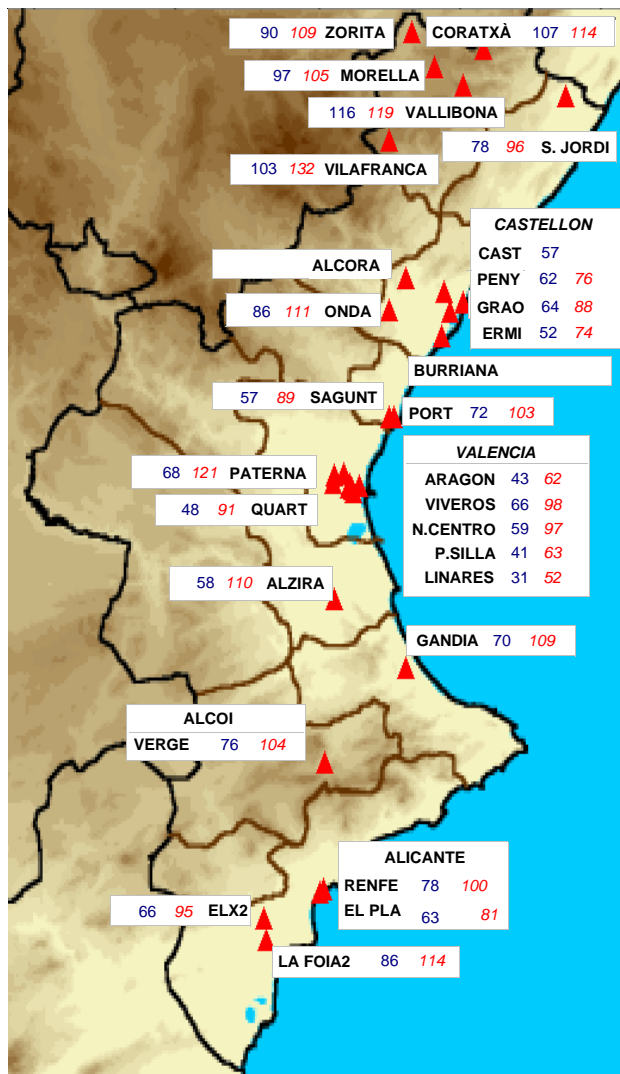 90 109 ZORITA
CORATXÀ 107 114
97 105 MORELLA
116 119 VALLIBONA
78 96 S. JORDI
103 132 VILAFRANCA
CASTELLON
CAST 57
PENY 62 76
GRAO 64 88
ERMI 52 74
ALCORA
86 111 ONDA
BURRIANA
57 89 SAGUNT
PORT 72 103
VALENCIA
ARAGON 43 62
VIVEROS 66 98
N.CENTRO 59 97
P.SILLA 41 63
LINARES 31 52
68 121 PATERNA
48 91 QUART
58 110 ALZIRA
GANDIA 70 109
ALCOI
VERGE 76 104
ALICANTE
RENFE 78 100
EL PLA 63 81
66 95 ELX2
LA FOIA2 86 114